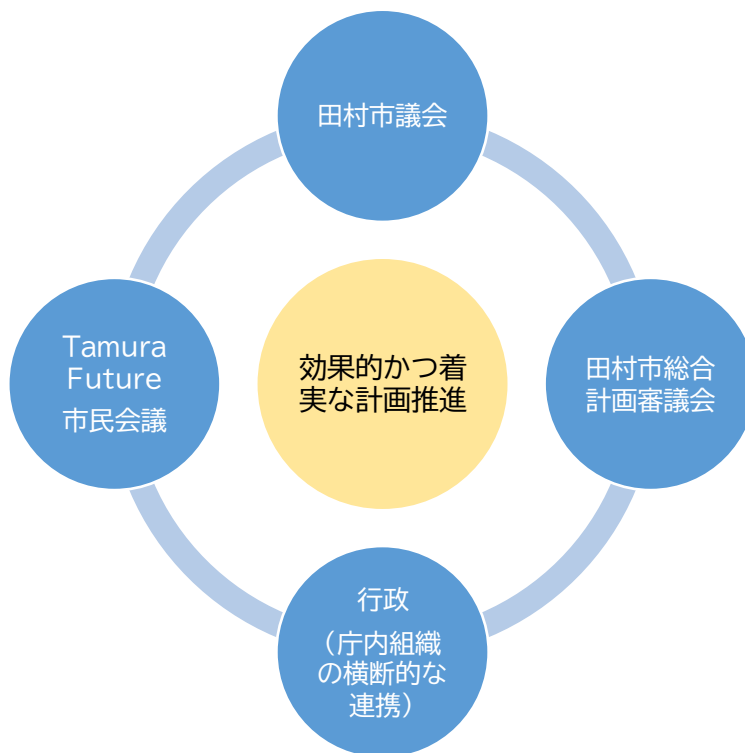 田村市議会
Tamura
Future
市民会議
効果的かつ着
実な計画推進
田村市総合
計画審議会
行政
（庁内組織
の横断的な
連携）